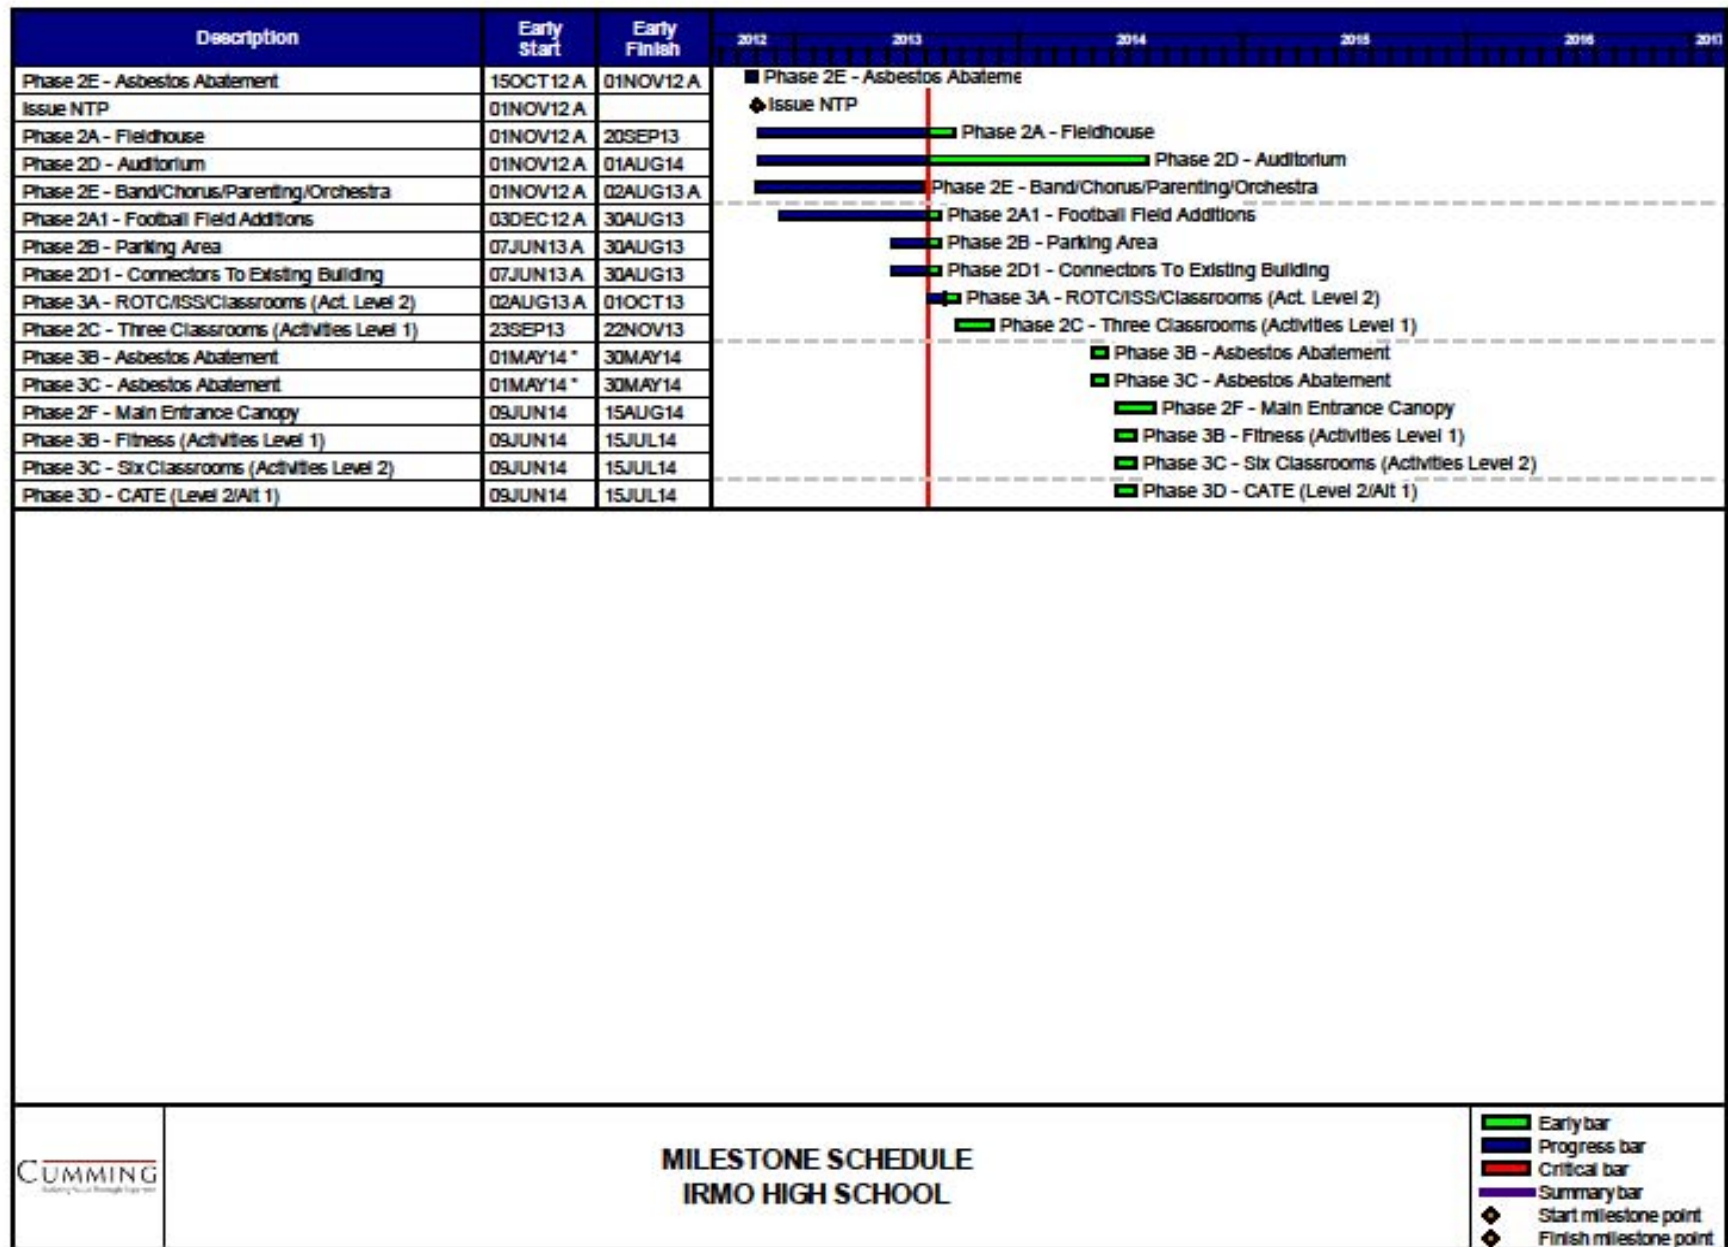 Description Early Start Early Finish 2012 2013 2014 2015 2016 2017
Phase 2E - Asbestos Abatement 15OCT12 A 01NOV12 A Phase 2E - Asbestos Abateme
Issue NTP 01NOV12 A Issue NTP
Phase 2A - Fieldhouse 01NOV12 A 20SEP13 Phase 2A - Fieldhouse
Phase 2D - Auditorium 01NOV12 A 01AUG14 Phase 2D - Auditorium
Phase 2E - Band/Chorus/Parenting/Orchestra 01NOV12 A 02AUG13 A Phase 2E - Band/Chorus/Parenting/Orchestra
Phase 2A1 - Football Field Additions 03DEC12 A 30AUG13 Phase 2A1 - Football Field Additions
Phase 2B - Parking Area 07JUN13 A 30AUG13 Phase 2B - Parking Area
Phase 2D1 - Connectors To Existing Building 07JUN13 A 30AUG13 Phase 2D1 - Connectors To Existing Building
Phase 3A - ROTC/ISS/Classrooms (Act. Level 2) 02AUG13 A 01OCT13 Phase 3A - ROTC/ISS/Classrooms (Act. Level 2)
Phase 2C - Three Classrooms (Activities Level 1) 23SEP13 22NOV13 Phase 2C - Three Classrooms (Activities Level 1)
Phase 3B - Asbestos Abatement 01MAY14 * 30MAY14 Phase 3B - Asbestos Abatement
Phase 3C - Asbestos Abatement 01MAY14 * 30MAY14 Phase 3C - Asbestos Abatement
Phase 2F - Main Entrance Canopy 09JUN14 15AUG14 Phase 2F - Main Entrance Canopy
Phase 3B - Fitness (Activities Level 1) 09JUN14 15JUL14 Phase 3B - Fitness (Activities Level 1)
Phase 3C - Six Classrooms (Activities Level 2) 09JUN14 15JUL14 Phase 3C - Six Classrooms (Activities Level 2)
Phase 3D - CATE (Level 2/Alt 1) 09JUN14 15JUL14 Phase 3D - CATE (Level 2/Alt 1)
CUMMING
MILESTONE SCHEDULE
IRMO HIGH SCHOOL
Early bar
Progress bar
Critical bar
Summary bar
Start milestone point
Finish milestone point